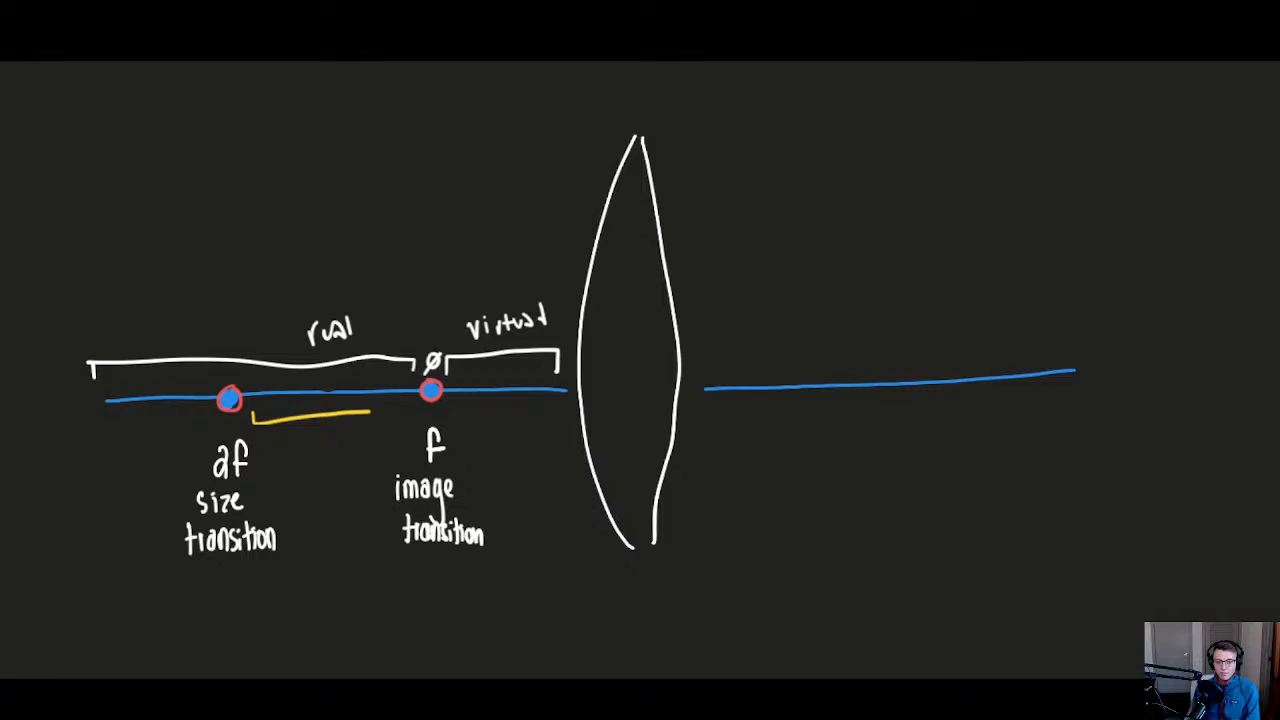 real
virtual
ø
2f
f
size
transition
image
transition